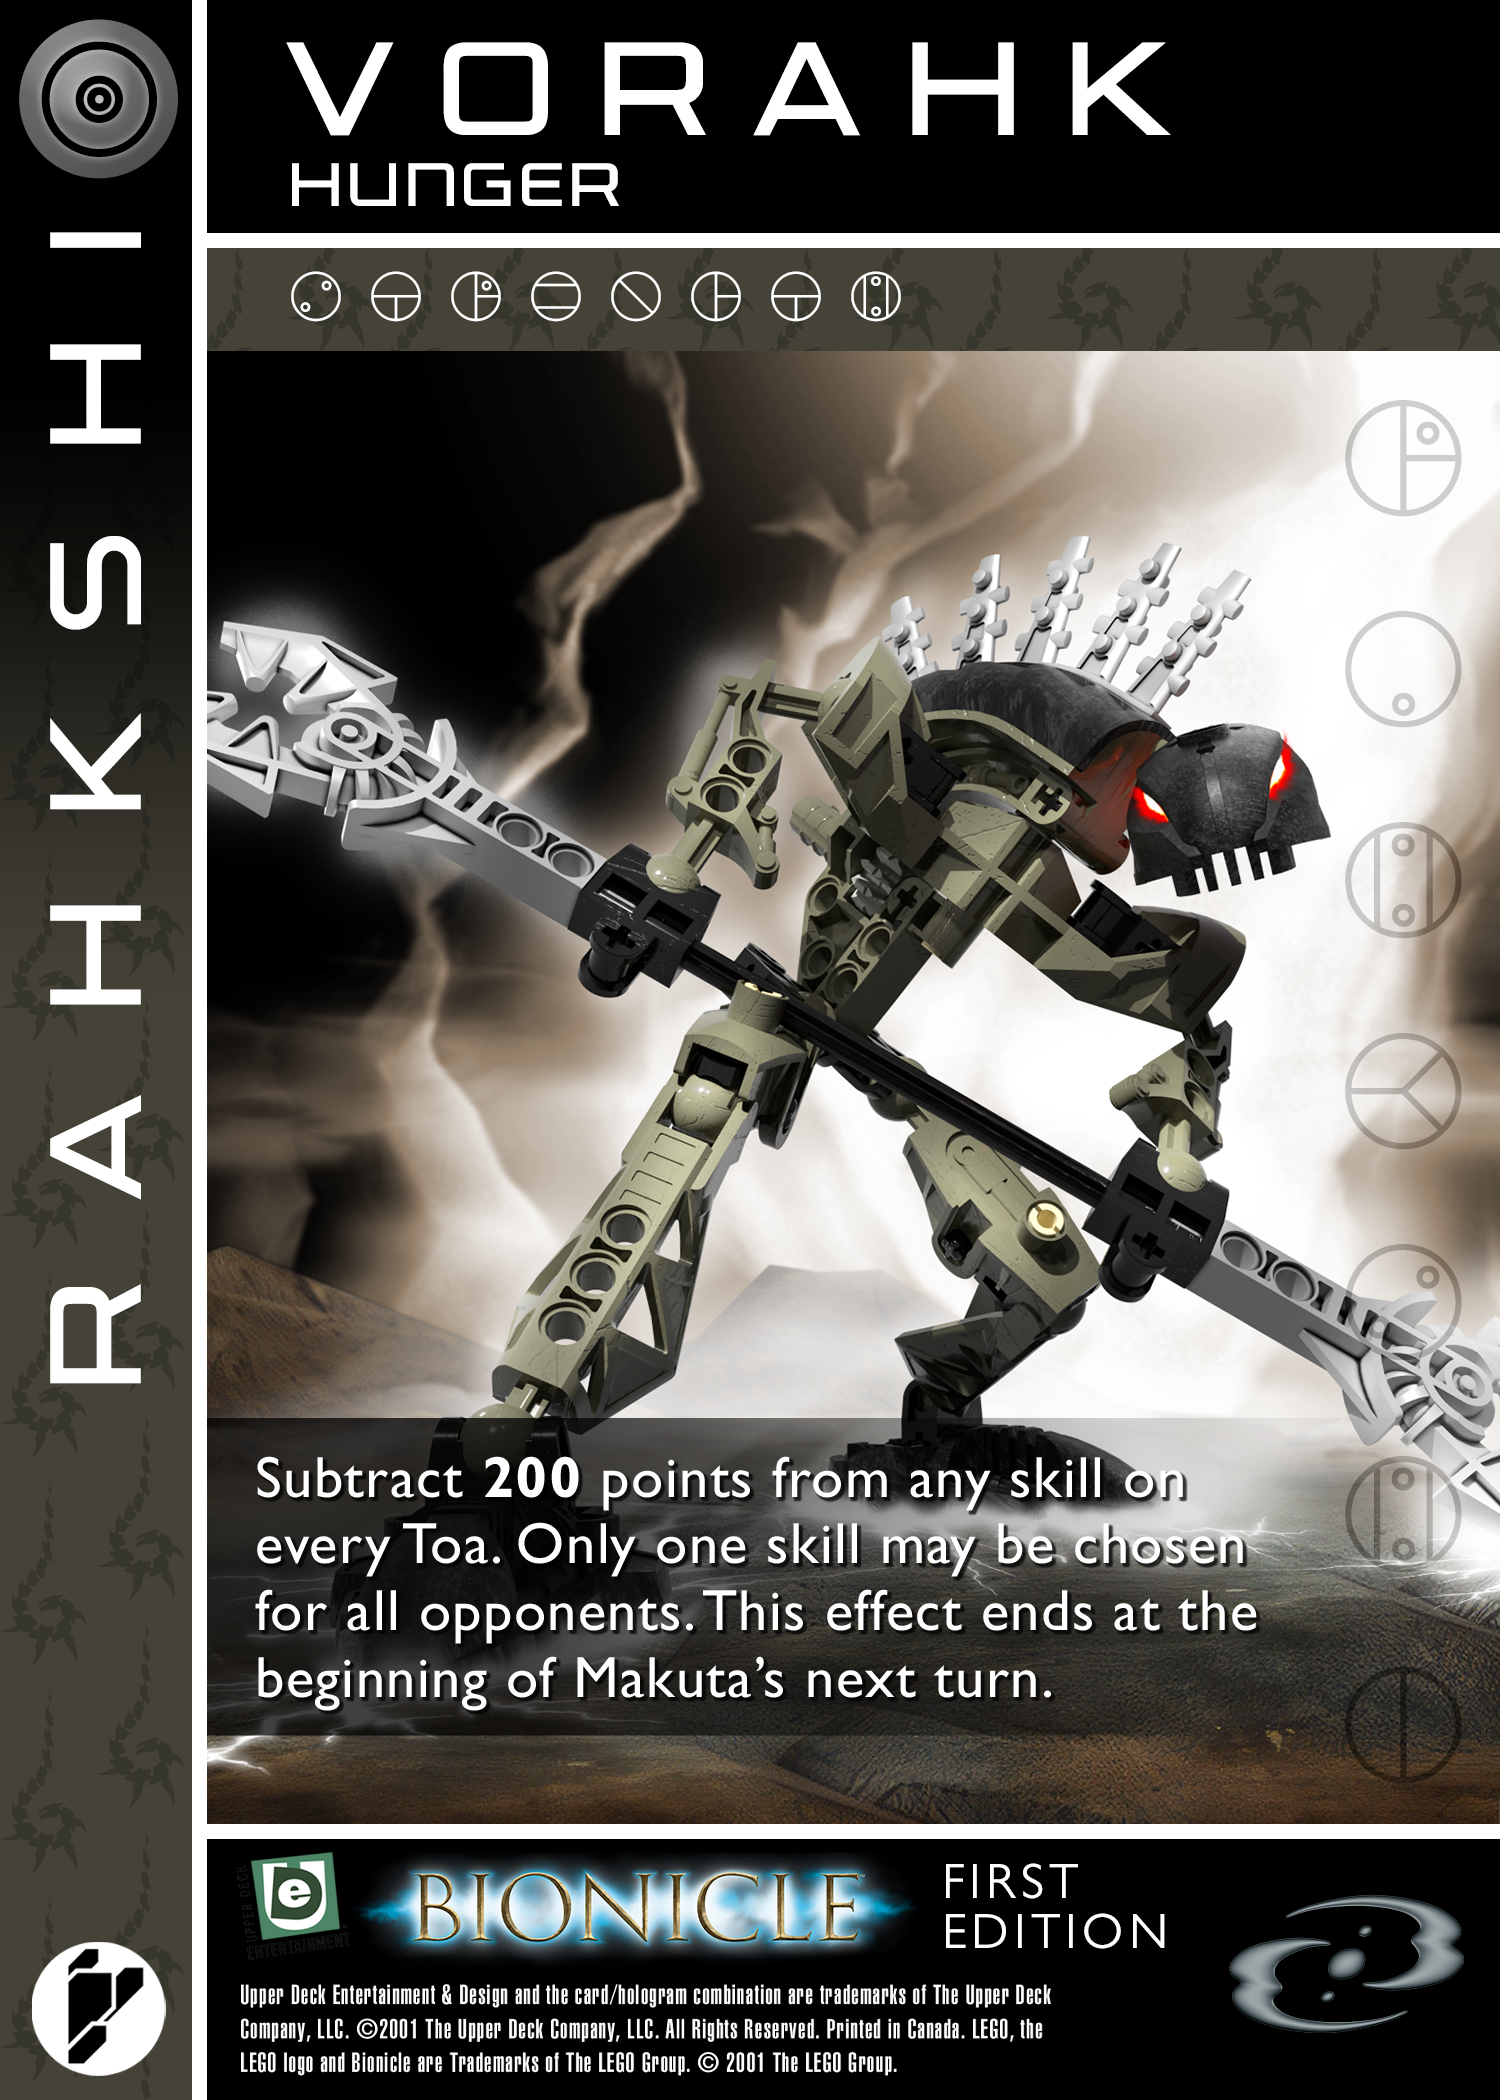 VORAHK
HUNGER
RAHKSHI
Subtract 200 points from any skill on
every Toa. Only one skill may be chosen
for all opponents. This effect ends at the
beginning of Makuta's next turn.
e
UPPER DECK
ENTERTAINMENT
BIONICLE
FIRST
EDITION
Upper Deck Entertainment & Design and the card/hologram combination are trademarks of The Upper Deck
Company, LLC. ©2001 The Upper Deck Company, LLC. All Rights Reserved. Printed in Canada. LEGO, the
LEGO logo and Bionicle are Trademarks of The LEGO Group. © 2001 The LEGO Group.